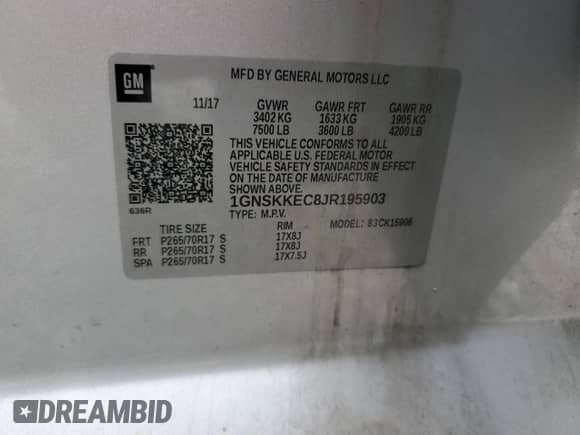 GM
MFD BY GENERAL MOTORS LLC
11/17 GVWR GAWR FRT GAWR RR
3402 KG 1633 KG 1905 KG
7500 LB 3600 LB 4200 LB
THIS VEHICLE CONFORMS TO ALL
APPLICABLE U.S. FEDERAL MOTOR
VEHICLE SAFETY STANDARDS IN EFFECT
ON THE DATE OF MANUFACTURE
SHOWN ABOVE.
1GNSKKEC8JR195903
636R TYPE: M.P.V. MODEL: 83CK15906
TIRE SIZE RIM
FRT P265/70R17 S 17X8J
RR P265/70R17 S 17X8J
SPA P265/70R17 S 17X7.5J
DREAMBID